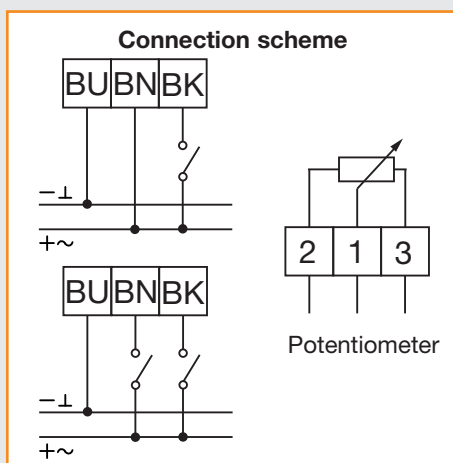 Connection scheme
BU BN BK
− ⊥
+ ~
2 1 3
Potentiometer
BU BN BK
− ⊥
+ ~